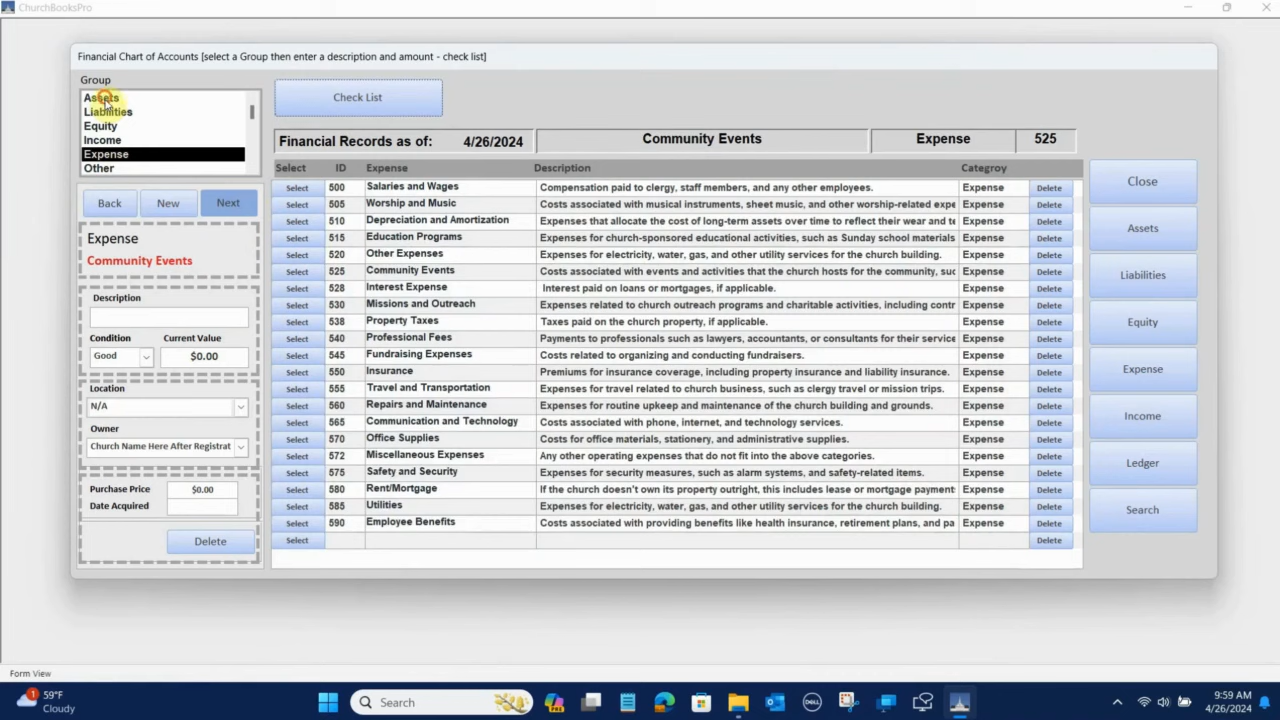 ChurchBooksPro
Financial Chart of Accounts [select a Group then enter a description and amount - check list]
Group
Assets
Liabilities
Equity
Income
Expense
Other
Check List
Financial Records as of: 4/26/2024 Community Events Expense 525
Select ID Expense Description Categroy
Select 500 Salaries and Wages Compensation paid to clergy, staff members, and any other employees. Expense Delete
Select 505 Worship and Music Costs associated with musical instruments, sheet music, and other worship-related expe Expense Delete
Select 510 Depreciation and Amortization Expenses that allocate the cost of long-term assets over time to reflect their wear and te Expense Delete
Select 515 Education Programs Expenses for church-sponsored educational activities, such as Sunday school materials Expense Delete
Select 520 Other Expenses Expenses for electricity, water, gas, and other utility services for the church building. Expense Delete
Select 525 Community Events Costs associated with events and activities that the church hosts for the community, suc Expense Delete
Select 528 Interest Expense Interest paid on loans or mortgages, if applicable. Expense Delete
Select 530 Missions and Outreach Expenses related to church outreach programs and charitable activities, including contr Expense Delete
Select 538 Property Taxes Taxes paid on the church property, if applicable. Expense Delete
Select 540 Professional Fees Payments to professionals such as lawyers, accountants, or consultants for their service Expense Delete
Select 545 Fundraising Expenses Costs related to organizing and conducting fundraisers. Expense Delete
Select 550 Insurance Premiums for insurance coverage, including property insurance and liability insurance. Expense Delete
Select 555 Travel and Transportation Expenses for travel related to church business, such as clergy travel or mission trips. Expense Delete
Select 560 Repairs and Maintenance Expenses for routine upkeep and maintenance of the church building and grounds. Expense Delete
Select 565 Communication and Technology Costs associated with phone, internet, and technology services. Expense Delete
Select 570 Office Supplies Costs for office materials, stationery, and administrative supplies. Expense Delete
Select 572 Miscellaneous Expenses Any other operating expenses that do not fit into the above categories. Expense Delete
Select 575 Safety and Security Expenses for security measures, such as alarm systems, and safety-related items. Expense Delete
Select 580 Rent/Mortgage If the church doesn't own its property outright, this includes lease or mortgage payment Expense Delete
Select 585 Utilities Expenses for electricity, water, gas, and other utility services for the church building. Expense Delete
Select 590 Employee Benefits Costs associated with providing benefits like health insurance, retirement plans, and pa Expense Delete
Select Delete
Back New Next
Expense
Community Events
Description
Condition Current Value
Good $0.00
Location
N/A
Owner
Church Name Here After Registrat
Purchase Price $0.00
Date Acquired
Delete
Close
Assets
Liabilities
Equity
Expense
Income
Ledger
Search
Form View
1
59°F
Cloudy
Search
PRE
DELL
9:59 AM
4/26/2024